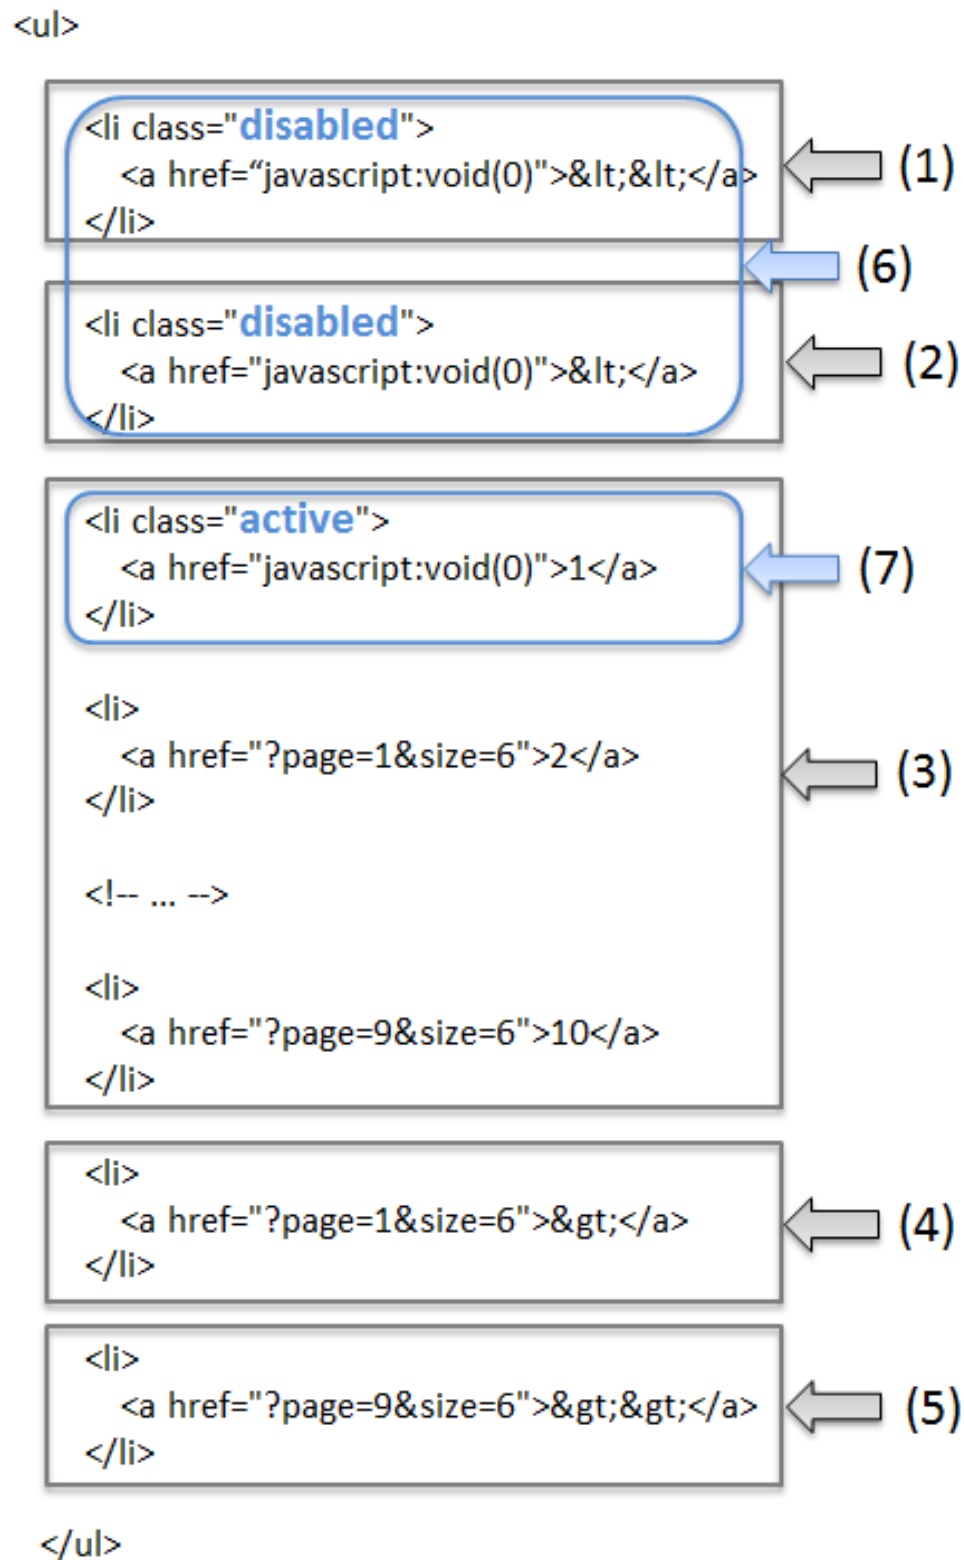 <ul>
<li class="disabled">
<a href=“javascript:void(0)">&lt;&lt;</a>
</li>
(1)
(6)
<li class="disabled">
<a href="javascript:void(0)">&lt;</a>
</li>
(2)
<li class="active">
<a href="javascript:void(0)">1</a>
</li>
(7)
<li>
<a href="?page=1&size=6">2</a>
</li>
(3)
<!-- ... -->
<li>
<a href="?page=9&size=6">10</a>
</li>
<li>
<a href="?page=1&size=6">&gt;</a>
</li>
(4)
<li>
<a href="?page=9&size=6">&gt;&gt;</a>
</li>
(5)
</ul>